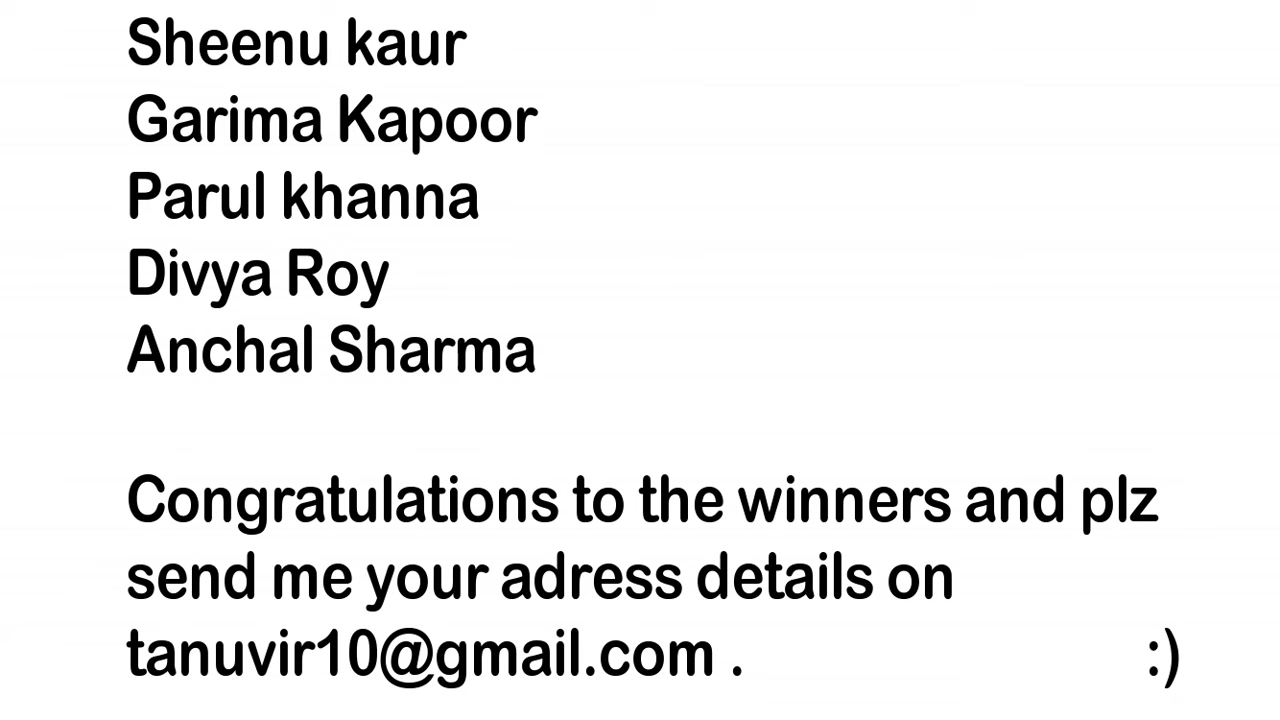 Sheenu kaur
Garima Kapoor
Parul khanna
Divya Roy
Anchal Sharma
Congratulations to the winners and plz
send me your adress details on
tanuvir10@gmail.com . :)